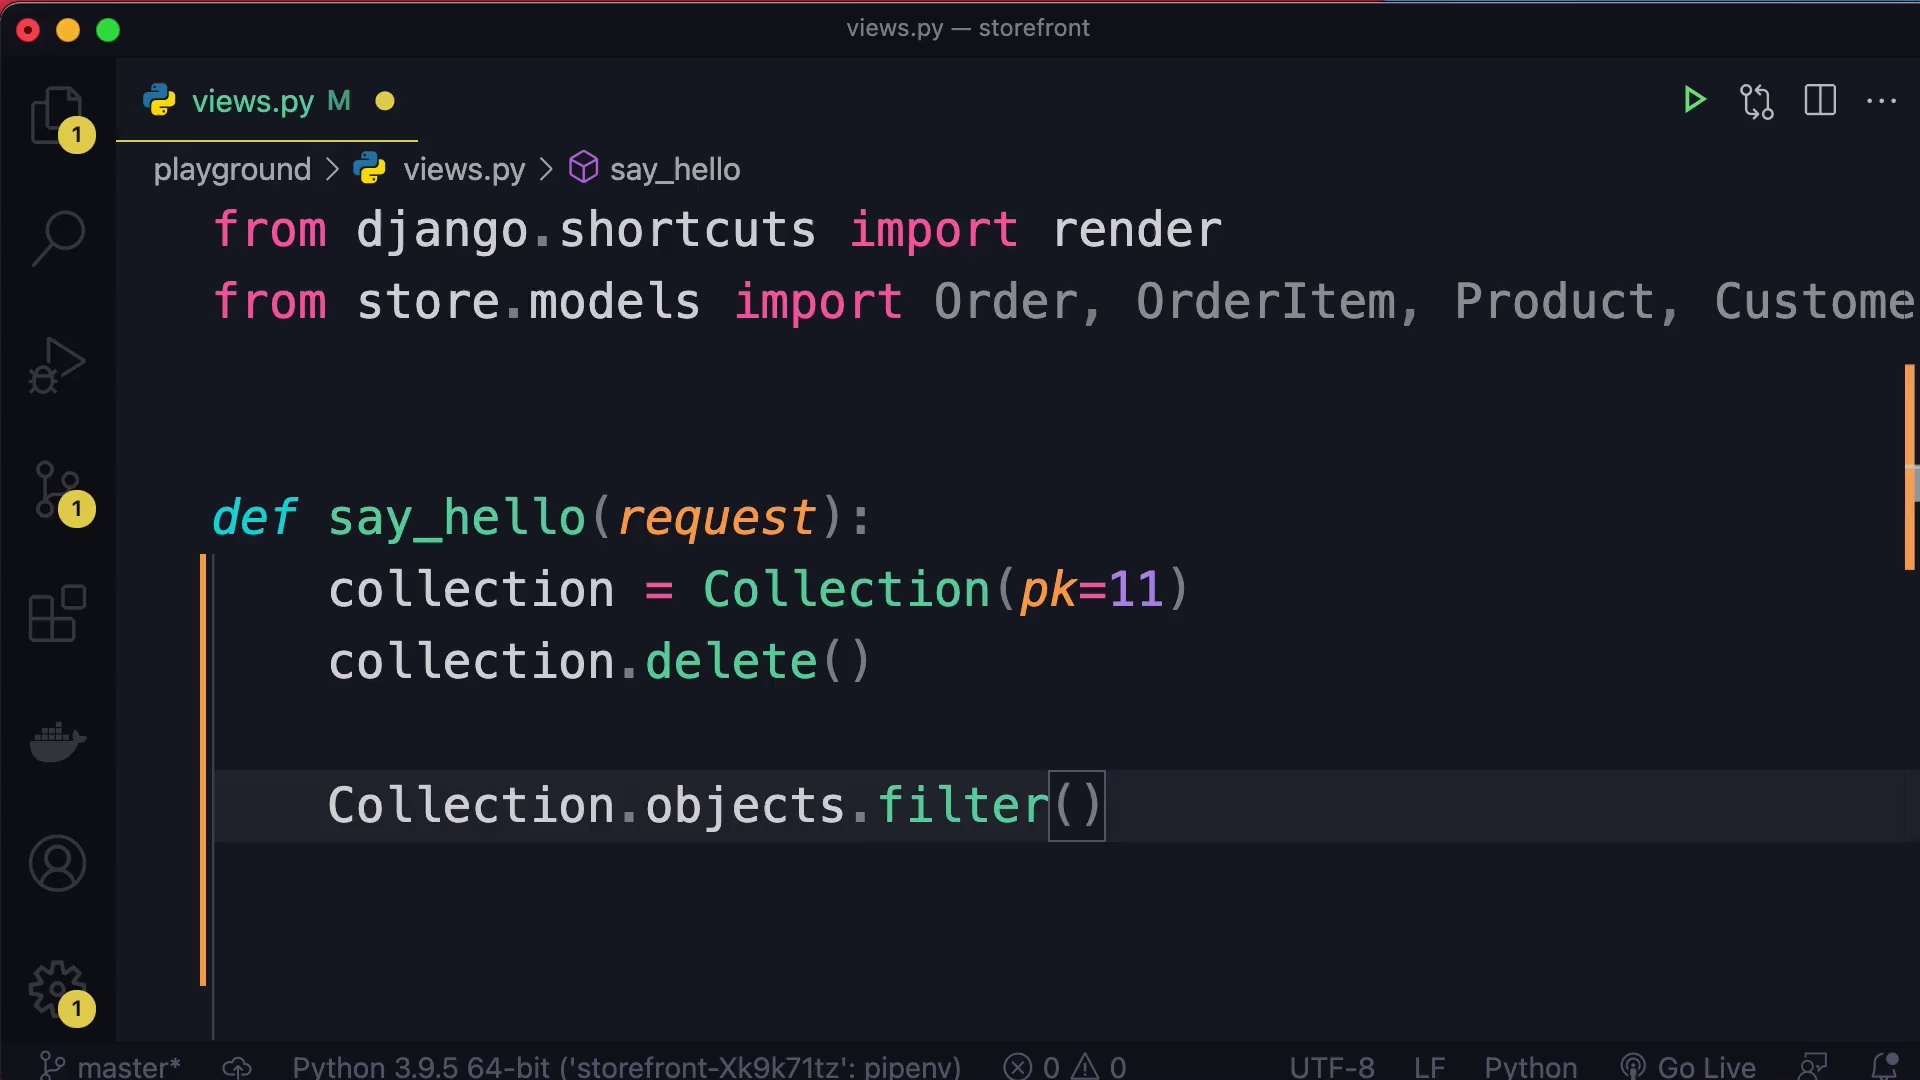 views.py — storefront
views.py M
playground > views.py > say_hello
from django.shortcuts import render
from store.models import Order, OrderItem, Product, Custome
def say_hello(request):
    collection = Collection(pk=11)
    collection.delete()
    Collection.objects.filter()
1
1
1
master* Python 3.9.5 64-bit ('storefront-Xk9k71tz': pipenv) 0 0 UTF-8 LF Python Go Live